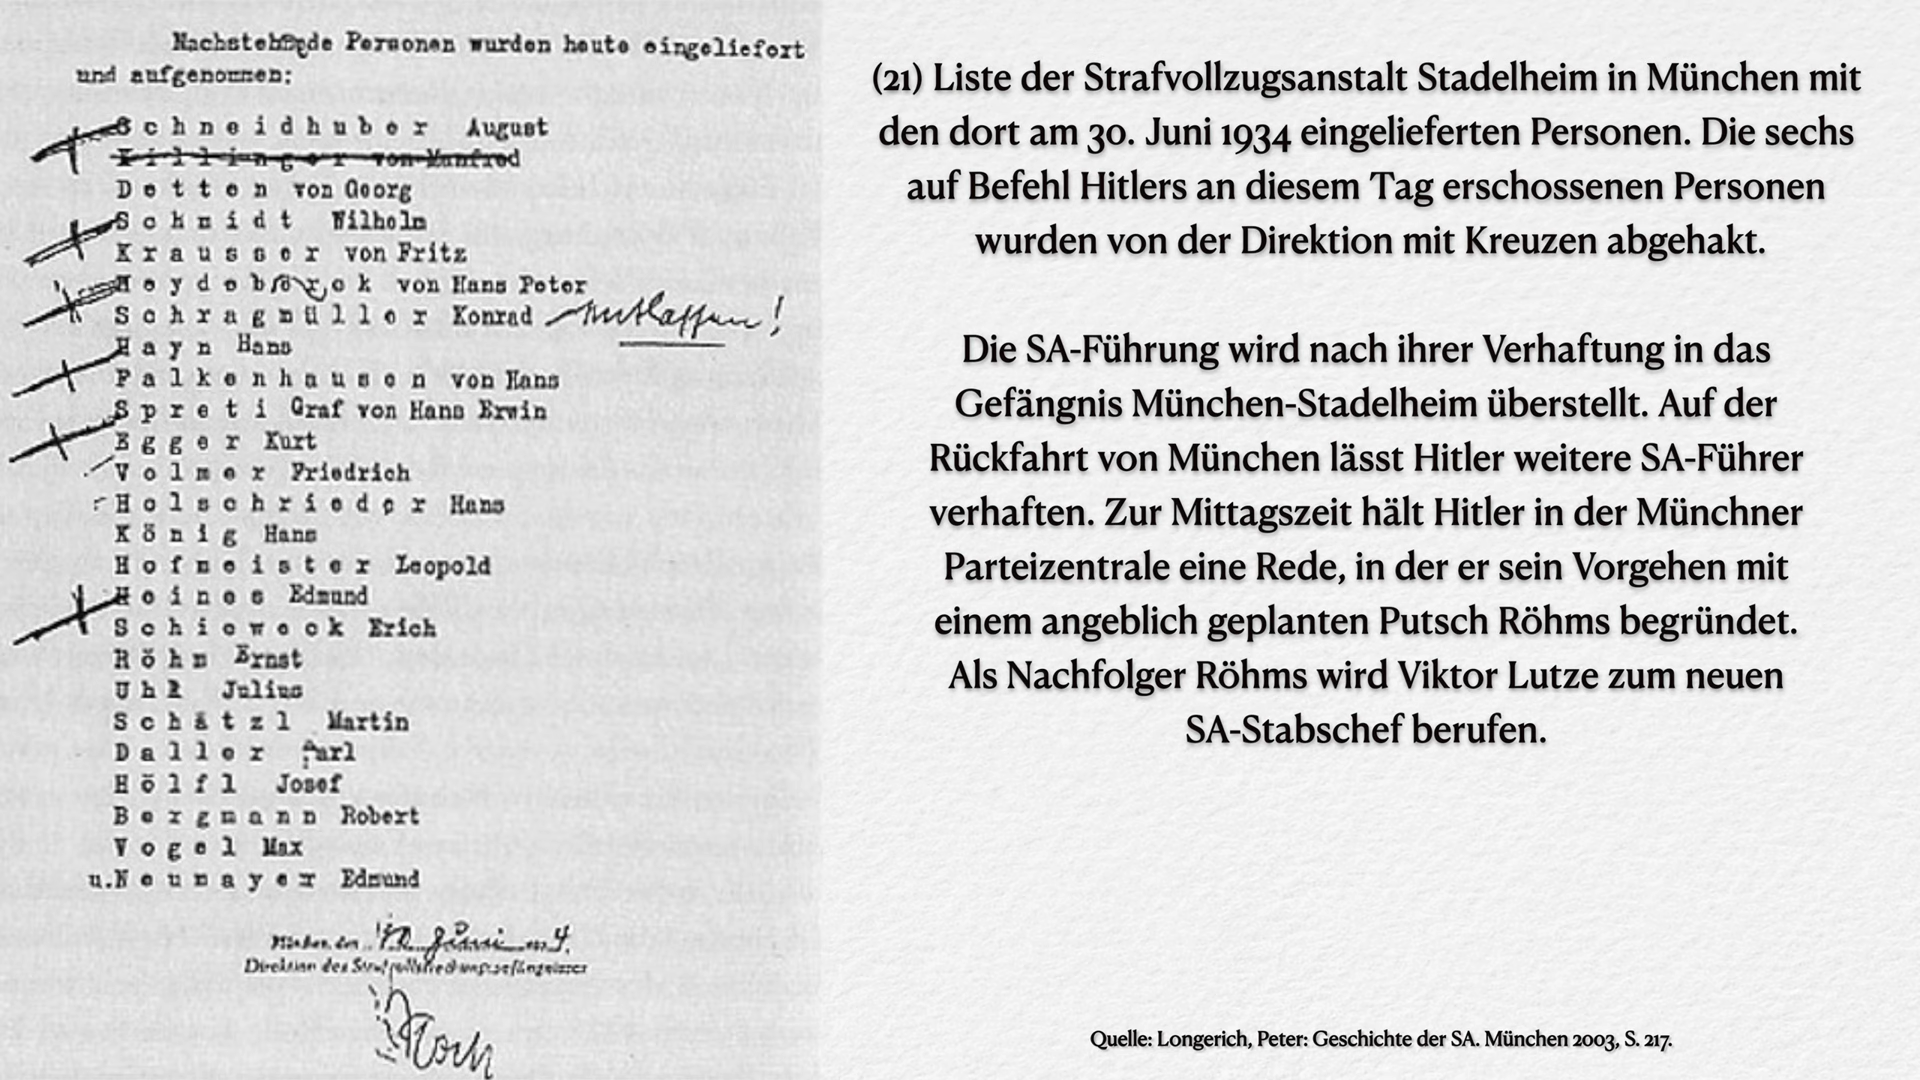 Nachstehende Personen wurden heute eingeliefert
und aufgenommen:
Schneidhuber August
Killinger von Manfred
Detten von Georg
Schmidt Wilhelm
Krausser von Fritz
Heydebreck von Hans Peter
Schragmüller Konrad
Hayn Hans
Falkenhausen von Hans
Spreti Graf von Hans Erwin
Egger Kurt
Volmer Friedrich
Holschrieder Hans
König Hans
Hofmeister Leopold
Heines Edmund
Schieweck Erich
Röhm Ernst
Uhl Julius
Schätzl Martin
Daller Karl
Hölfl Josef
Bergmann Robert
Vogel Max
u.Neumayer Edmund
München, den 30. Juni 4.
Direktion des
Koch
(21) Liste der Strafvollzugsanstalt Stadelheim in München mit
den dort am 30. Juni 1934 eingelieferten Personen. Die sechs
auf Befehl Hitlers an diesem Tag erschossenen Personen
wurden von der Direktion mit Kreuzen abgehakt.
Die SA-Führung wird nach ihrer Verhaftung in das
Gefängnis München-Stadelheim überstellt. Auf der
Rückfahrt von München lässt Hitler weitere SA-Führer
verhaften. Zur Mittagszeit hält Hitler in der Münchner
Parteizentrale eine Rede, in der er sein Vorgehen mit
einem angeblich geplanten Putsch Röhms begründet.
Als Nachfolger Röhms wird Viktor Lutze zum neuen
SA-Stabschef berufen.
Quelle: Longerich, Peter: Geschichte der SA. München 2003, S. 217.